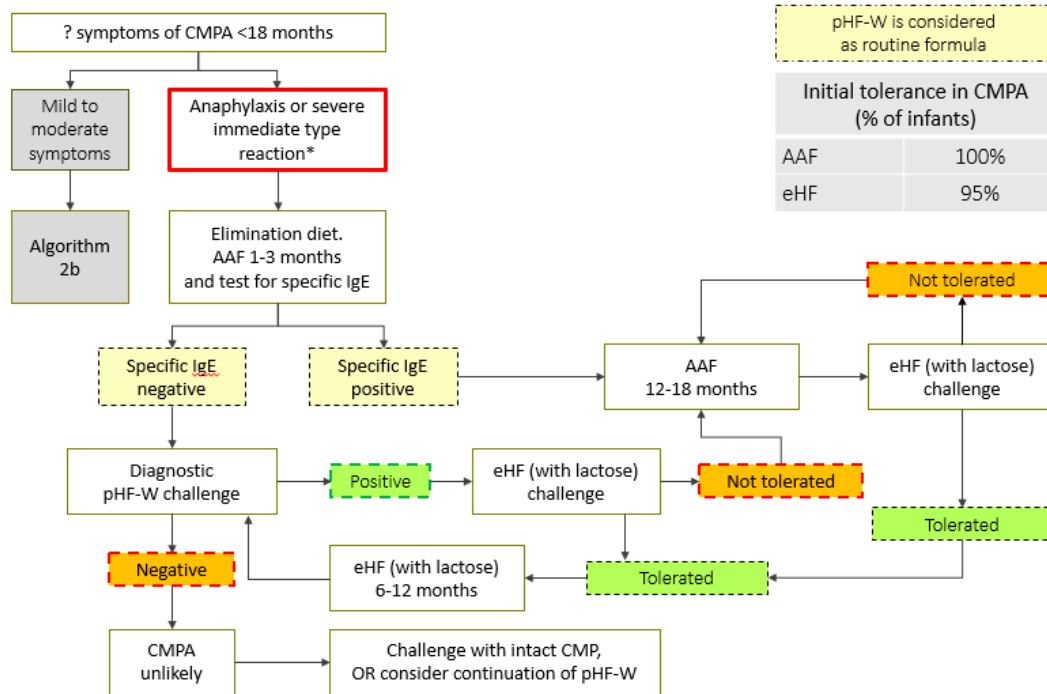 ? symptoms of CMPA <18 months
pHF-W is considered
as routine formula
Mild to
moderate
symptoms
Anaphylaxis or severe
immediate type
reaction*
Initial tolerance in CMPA
(% of infants)
AAF 100%
eHF 95%
Algorithm
2b
Elimination diet.
AAF 1-3 months
and test for specific IgE
Not tolerated
Specific IgE
negative
Specific IgE
positive
AAF
12-18 months
eHF (with lactose)
challenge
Diagnostic
pHF-W challenge
Positive
eHF (with lactose)
challenge
Not tolerated
Tolerated
Negative
eHF (with lactose)
6-12 months
Tolerated
CMPA
unlikely
Challenge with intact CMP,
OR consider continuation of pHF-W